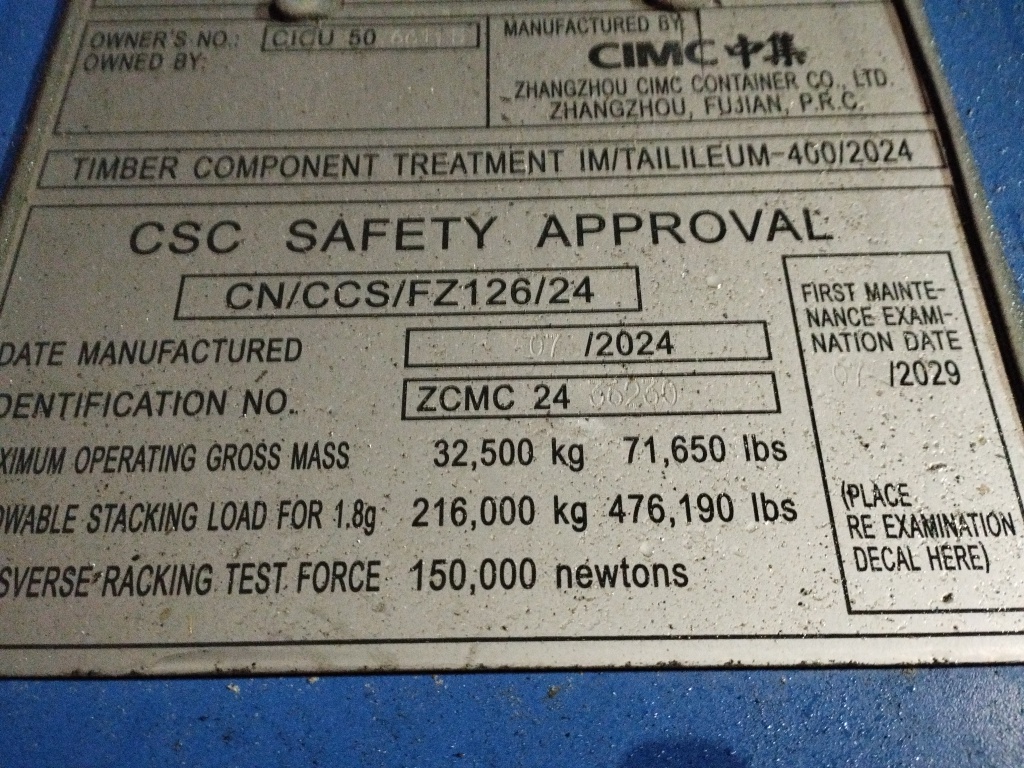 OWNER'S NO.: CICU 50
OWNED BY:
MANUFACTURED BY
CIMC 中集
ZHANGZHOU CIMC CONTAINER CO., LTD.
ZHANGZHOU, FUJIAN, P.R.C.
TIMBER COMPONENT TREATMENT IM/TAILILEUM-400/2024
CSC SAFETY APPROVAL
CN/CCS/FZ126/24
DATE MANUFACTURED 07 /2024
DENTIFICATION NO. ZCMC 24
XIMUM OPERATING GROSS MASS 32,500 kg 71,650 lbs
OWABLE STACKING LOAD FOR 1.8g 216,000 kg 476,190 lbs
SVERSE RACKING TEST FORCE 150,000 newtons
FIRST MAINTE-
NANCE EXAMI-
NATION DATE
07 /2029
(PLACE
RE EXAMINATION
DECAL HERE)